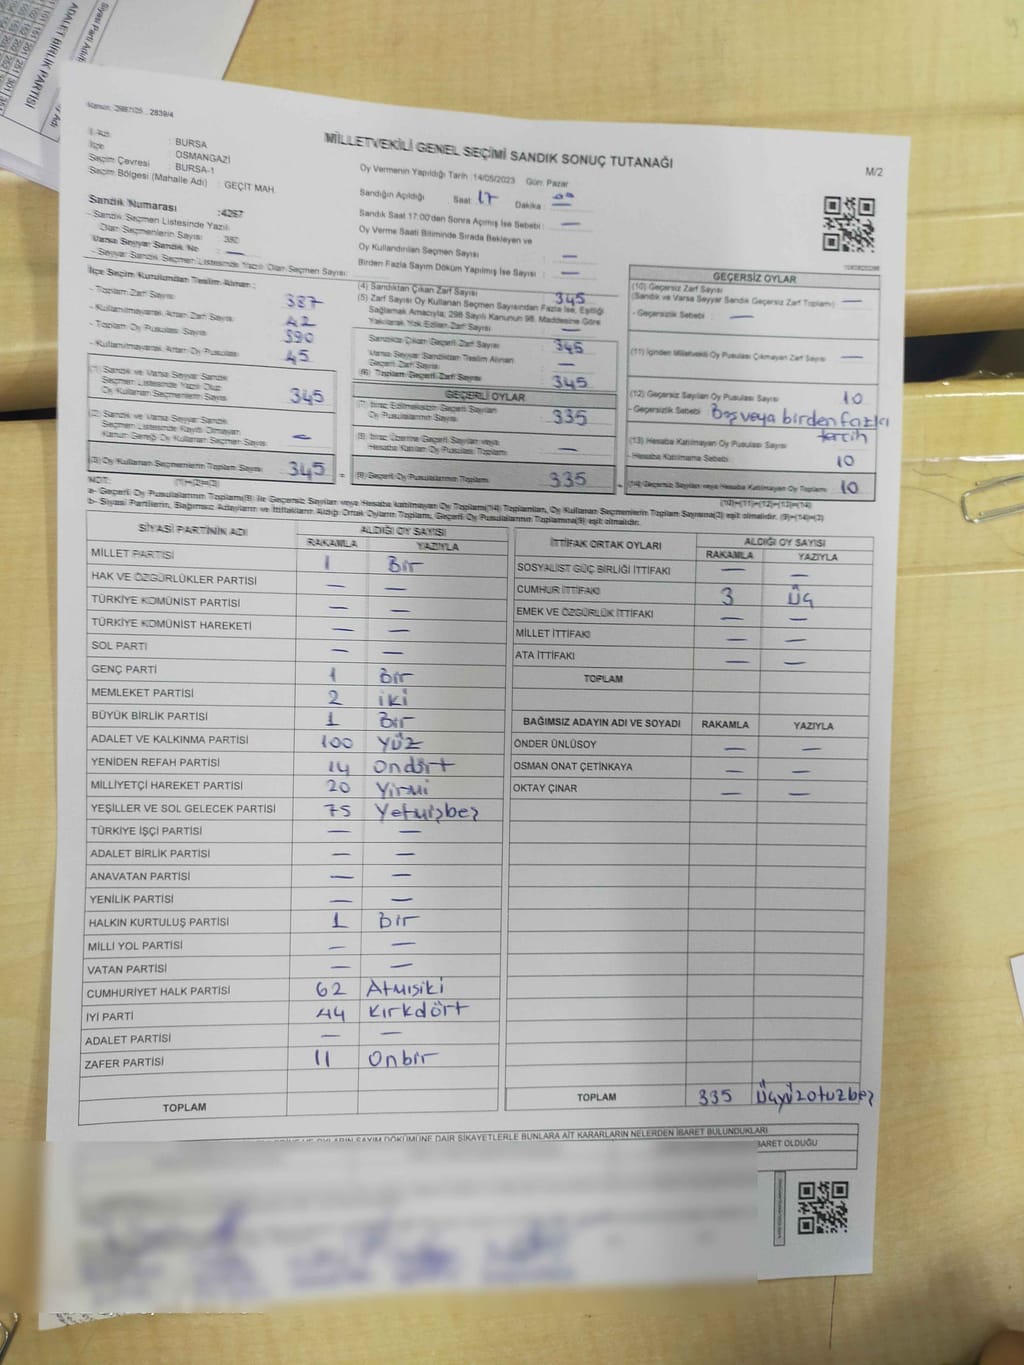 MİLLETVEKİLİ GENEL SEÇİMİ SANDIK SONUÇ TUTANAĞI
M/2
İlçe : BURSA
OSMANGAZİ
Seçim Çevresi : BURSA-1
Seçim Bölgesi (Mahalle Adı) : GEÇİT MAH.
Sandık Numarası : 4267
- Sandık Seçmen Listesinde Yazılı
Olan Seçmenlerin Sayısı :
Varsa Seyyar Sandık No —
- Seyyar Seçmen Listesinde Yazılı Olan Seçmen Sayısı:
Oy Vermenin Yapıldığı Tarih :14/05/2023 Gün: Pazar
Sandığın Açıldığı Saat: 17 Dakika :
Sandık Saat 17:00'den Sonra Açılmış İse Sebebi : —
Oy Verme Saati Bitiminde Sırada Bekleyen ve
Oy Kullandırılan Seçmen Sayısı : —
Birden Fazla Sayım Döküm Yapılmış İse Sayısı : —
İlçe Seçim Kurulundan Teslim Alınan :
- Toplam Zarf Sayısı 387
- Kullanılmayarak Artan Zarf Sayısı 42
- Toplam Oy Pusulası Sayısı 390
- Kullanılmayarak Artan Oy Pusulası 45
(1) Sandık ve Varsa Seyyar Sandık
Seçmen Listesinde Yazılı Olup
Oy Kullanan Seçmenlerin Sayısı 345
(2) Sandık ve Varsa Seyyar Sandık
Seçmen Listesinde Kayıtlı Olmayan
Kanun Gereği Oy Kullanan Seçmen Sayısı —
(3) Oy Kullanan Seçmenlerin Toplam Sayısı 345
(1)+(2)=(3)
(4) Sandıktan Çıkan Zarf Sayısı 345
(5) Zarf Sayısı Oy Kullanan Seçmen Sayısından Fazla İse, Eşitliği
Sağlamak Amacıyla; 298 Sayılı Kanunun 98. Maddesine Göre
Yakılarak Yok Edilen Zarf Sayısı —
Sandıkta Çıkan Geçerli Zarf Sayısı 345
Varsa Seyyar Sandıktan Teslim Alınan
Geçerli Zarf Sayısı —
(6) Toplam Geçerli Zarf Sayısı 345
GEÇERLİ OYLAR
(7) İtiraz Edilmeksizin Geçerli Sayılan
Oy Pusulalarının Sayısı 335
(8) İtiraz Üzerine Geçerli Sayılan veya
Hesaba Katılan Oy Pusulası Toplamı —
(9) Geçerli Oy Pusulalarının Toplamı 335
GEÇERSİZ OYLAR
(10) Geçersiz Zarf Sayısı
(Sandık ve Varsa Seyyar Sandık Geçersiz Zarf Toplamı) —
- Geçersizlik Sebebi : —
(11) İçinden Milletvekili Oy Pusulası Çıkmayan Zarf Sayısı —
(12) Geçersiz Sayılan Oy Pusulası Sayısı 10
- Geçersizlik Sebebi Boş veya birden fazla
tercih
(13) Hesaba Katılmayan Oy Pusulası Sayısı
- Hesaba Katılmama Sebebi 10
(14) Geçersiz Sayılan veya Hesaba Katılmayan Oy Toplamı 10
(10)+(11)+(12)+(13)=(14)
NOT:
a- Geçerli Oy Pusulalarının Toplamı(9) ile Geçersiz Sayılan veya Hesaba katılmayan Oy Toplamı(14) Toplamları, Oy Kullanan Seçmenlerin Toplam Sayısına(3) eşit olmalıdır. (9)+(14)=(3)
b- Siyasi Partilerin, Bağımsız Adayların ve İttifakların Aldığı Ortak Oyların Toplamı, Geçerli Oy Pusulalarının Toplamına(9) eşit olmalıdır.
SİYASİ PARTİNİN ADI ALDIĞI OY SAYISI
RAKAMLA YAZIYLA
MİLLET PARTİSİ 1 Bir
HAK VE ÖZGÜRLÜKLER PARTİSİ — —
TÜRKİYE KOMÜNİST PARTİSİ — —
TÜRKİYE KOMÜNİST HAREKETİ — —
SOL PARTİ — —
GENÇ PARTİ 1 Bir
MEMLEKET PARTİSİ 2 iki
BÜYÜK BİRLİK PARTİSİ 1 Bir
ADALET VE KALKINMA PARTİSİ 100 Yüz
YENİDEN REFAH PARTİSİ 14 Ondört
MİLLİYETÇİ HAREKET PARTİSİ 20 Yirmi
YEŞİLLER VE SOL GELECEK PARTİSİ 75 Yetmişbeş
TÜRKİYE İŞÇİ PARTİSİ — —
ADALET BİRLİK PARTİSİ — —
ANAVATAN PARTİSİ — —
YENİLİK PARTİSİ — —
HALKIN KURTULUŞ PARTİSİ 1 Bir
MİLLİ YOL PARTİSİ — —
VATAN PARTİSİ — —
CUMHURİYET HALK PARTİSİ 62 Atmışiki
İYİ PARTİ 44 Kırkdört
ADALET PARTİSİ — —
ZAFER PARTİSİ 11 Onbir
TOPLAM
İTTİFAK ORTAK OYLARI ALDIĞI OY SAYISI
RAKAMLA YAZIYLA
SOSYALİST GÜÇ BİRLİĞİ İTTİFAKI — —
CUMHUR İTTİFAKI 3 Üç
EMEK VE ÖZGÜRLÜK İTTİFAKI — —
MİLLET İTTİFAKI — —
ATA İTTİFAKI — —
TOPLAM
BAĞIMSIZ ADAYIN ADI VE SOYADI RAKAMLA YAZIYLA
ÖNDER ÜNLÜSOY — —
OSMAN ONAT ÇETİNKAYA — —
OKTAY ÇINAR — —
TOPLAM 335 Üçyüzotuzbeş
OYLARIN SAYIM DÖKÜMÜNE DAİR ŞİKAYETLERLE BUNLARA AİT KARARLARIN NELERDEN İBARET BULUNDUKLARI
İBARET OLDUĞU
ADALET BİRLİK PARTİSİ
Siyasi Parti Adı